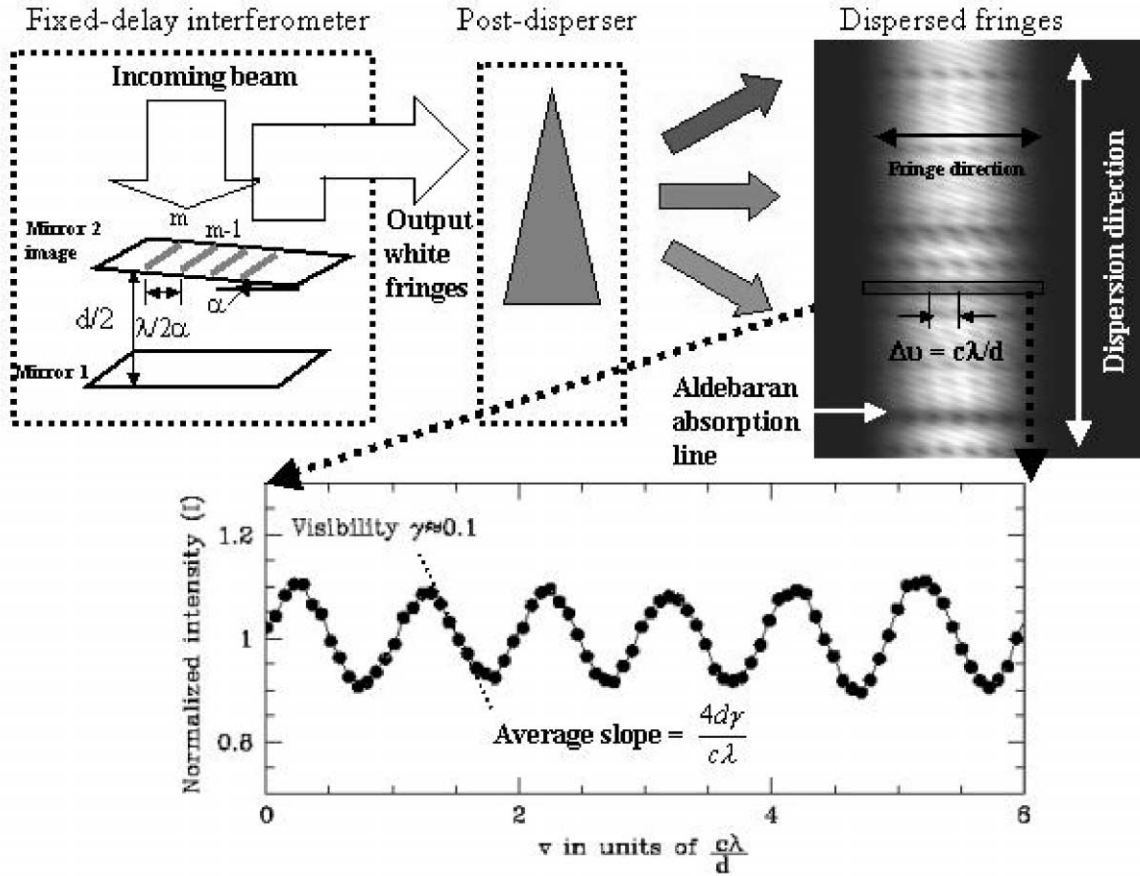 Fixed-delay interferometer
Post-disperser
Dispersed fringes
Incoming beam
Mirror 2
image
m
m-1
α
d/2
λ/2α
Mirror 1
Output
white
fringes
Fringe direction
Dispersion direction
Δυ = cλ/d
Aldebaran
absorption
line
Normalized intensity (I)
1.2
1
0.8
Visibility γ≈0.1
Average slope = 4dγ/cλ
0
2
4
6
v in units of cλ/d